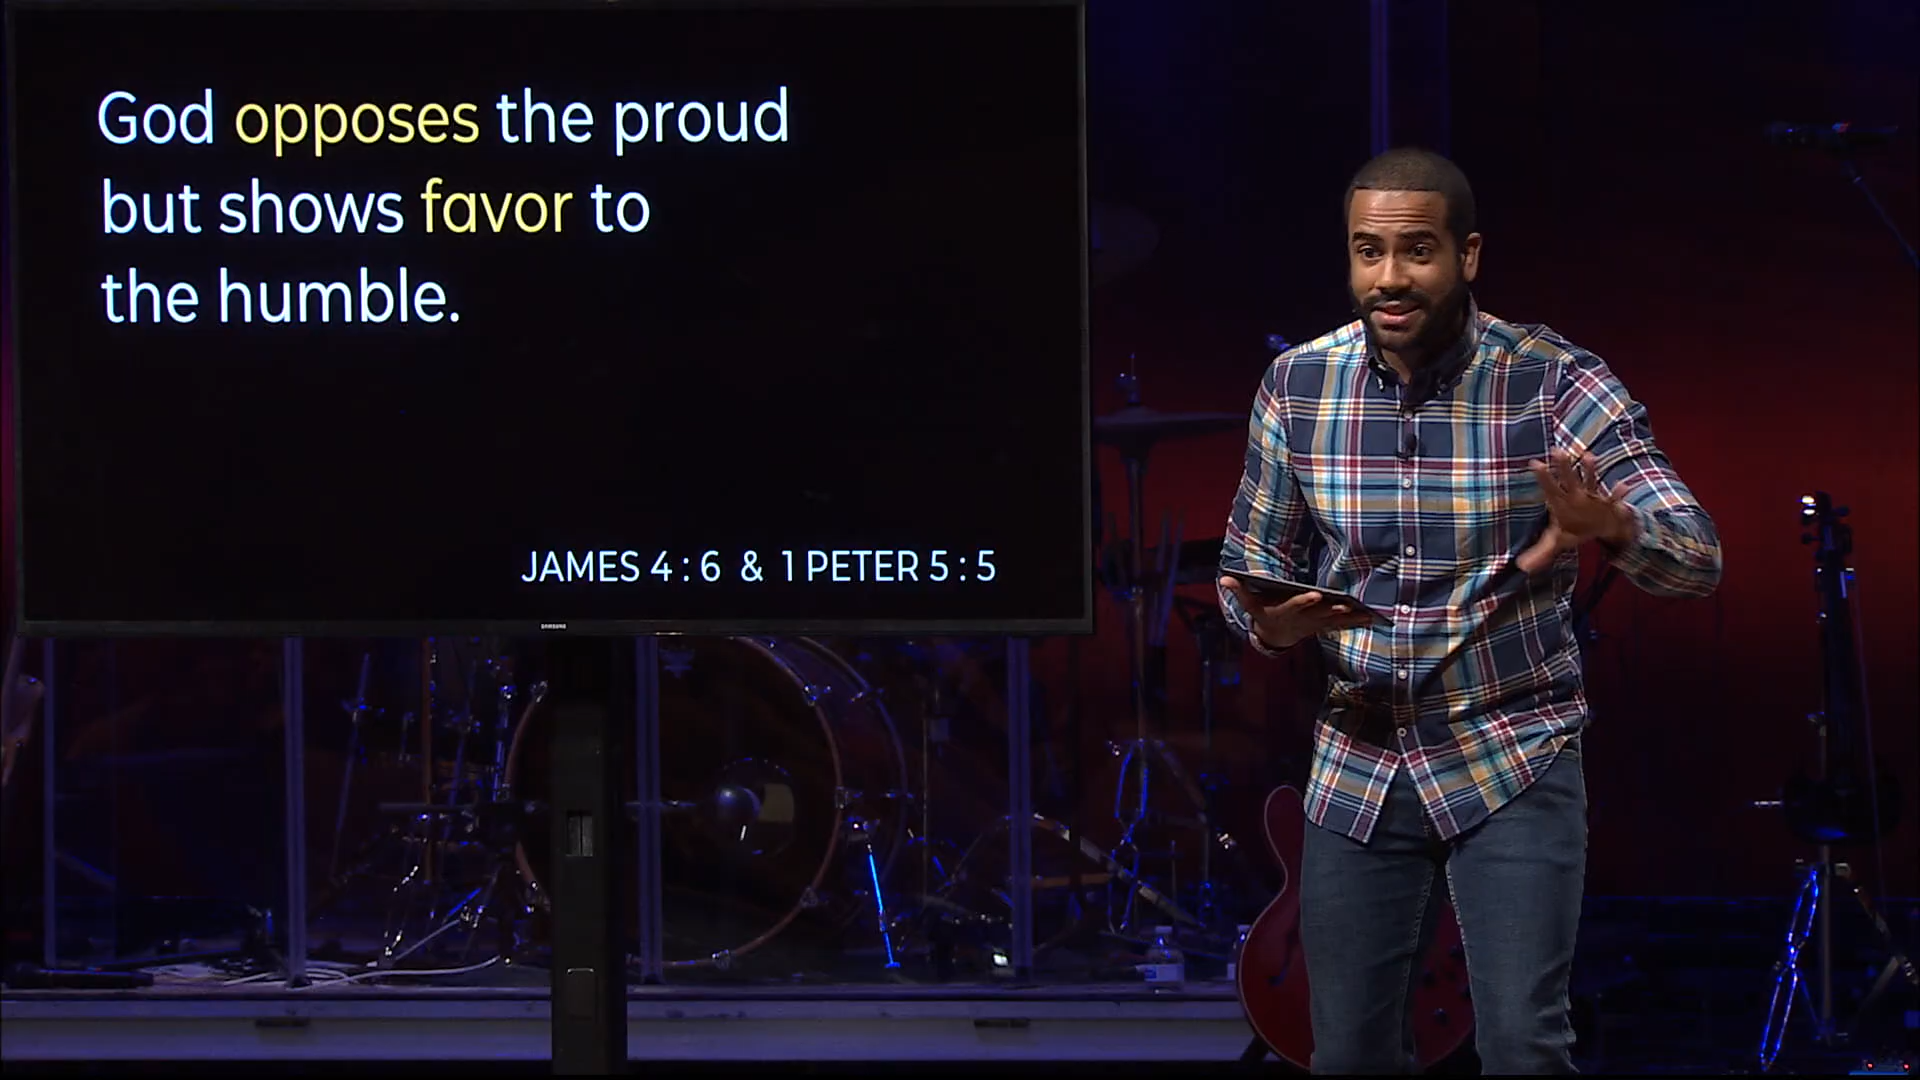 God opposes the proud
but shows favor to
the humble.
JAMES 4:6 & 1 PETER 5:5
SAMSUNG